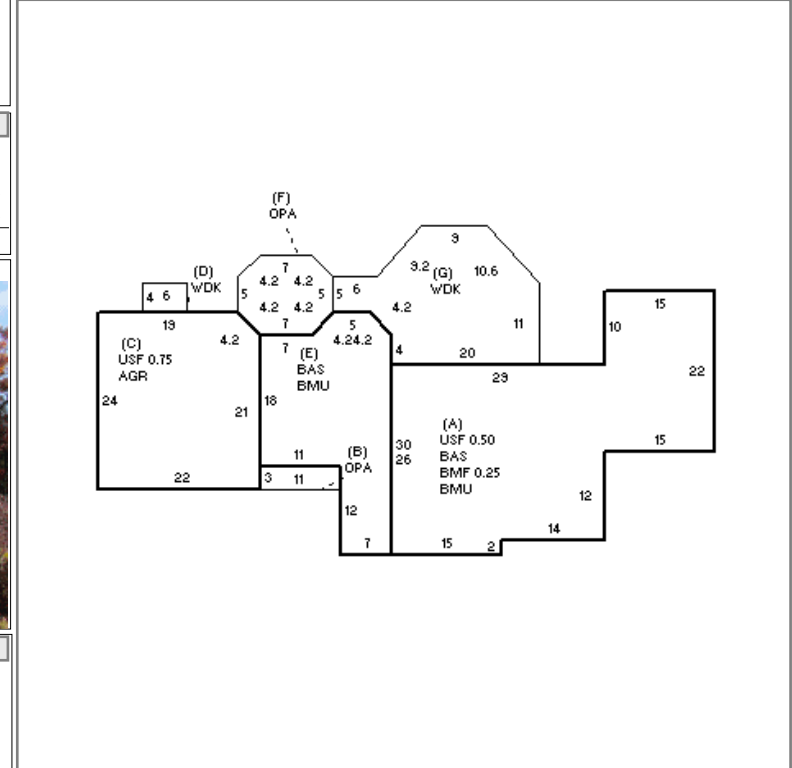 (F)
OPA
9
7
(D)
WDK
9.2
(G)
WDK
10.6
4.2 4.2
4 6
5
5
5 6
15
4.2 4.2
4.2
19
7
5
11
10
(C)
USF 0.75
AGR
4.2
7
(E)
BAS
BMU
4.24.2
4
20
29
22
24
21
18
(A)
USF 0.50
BAS
BMF 0.25
BMU
30
26
11
(B)
OPA
15
22
3
11
12
12
14
7
15
2